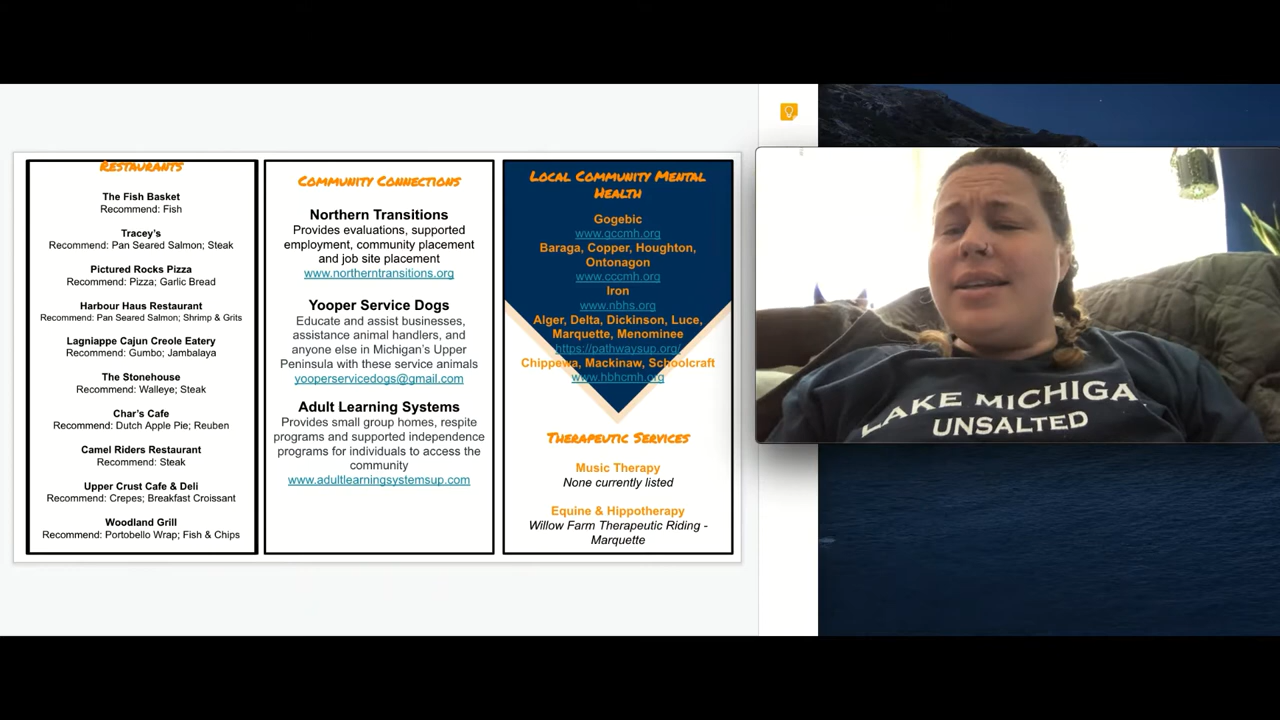 RESTAURANTS
The Fish Basket
Recommend: Fish
Tracey's
Recommend: Pan Seared Salmon; Steak
Pictured Rocks Pizza
Recommend: Pizza; Garlic Bread
Harbour Haus Restaurant
Recommend: Pan Seared Salmon; Shrimp & Grits
Lagniappe Cajun Creole Eatery
Recommend: Gumbo; Jambalaya
The Stonehouse
Recommend: Walleye; Steak
Char's Cafe
Recommend: Dutch Apple Pie; Reuben
Camel Riders Restaurant
Recommend: Steak
Upper Crust Cafe & Deli
Recommend: Crepes; Breakfast Croissant
Woodland Grill
Recommend: Portobello Wrap; Fish & Chips
COMMUNITY CONNECTIONS
Northern Transitions
Provides evaluations, supported
employment, community placement
and job site placement
www.northerntransitions.org
Yooper Service Dogs
Educate and assist businesses,
assistance animal handlers, and
anyone else in Michigan's Upper
Peninsula with these service animals
yooperservicedogs@gmail.com
Adult Learning Systems
Provides small group homes, respite
programs and supported independence
programs for individuals to access the
community
www.adultlearningsystemsup.com
LOCAL COMMUNITY MENTAL
HEALTH
Gogebic
www.gccmh.org
Baraga, Copper, Houghton,
Ontonagon
www.cccmh.org
Iron
www.nbhs.org
Alger, Delta, Dickinson, Luce,
Marquette, Menominee
https://pathwaysup.org/
Chippewa, Mackinaw, Schoolcraft
www.hbhcmh.org
THERAPEUTIC SERVICES
Music Therapy
None currently listed
Equine & Hippotherapy
Willow Farm Therapeutic Riding -
Marquette
LAKE MICHIGA
UNSALTED